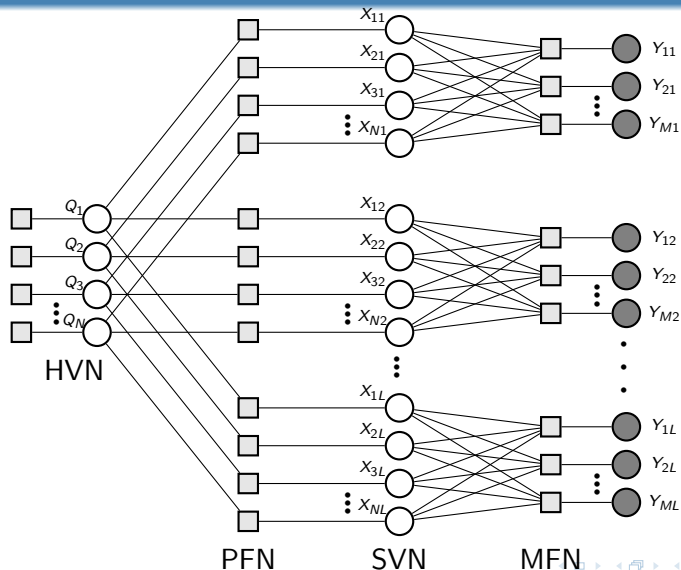 X11
X21
X31
XN1
Y11
Y21
YM1
Q1
Q2
Q3
QN
HVN
X12
X22
X32
XN2
Y12
Y22
YM2
X1L
X2L
X3L
XNL
Y1L
Y2L
YML
PFN SVN MFN